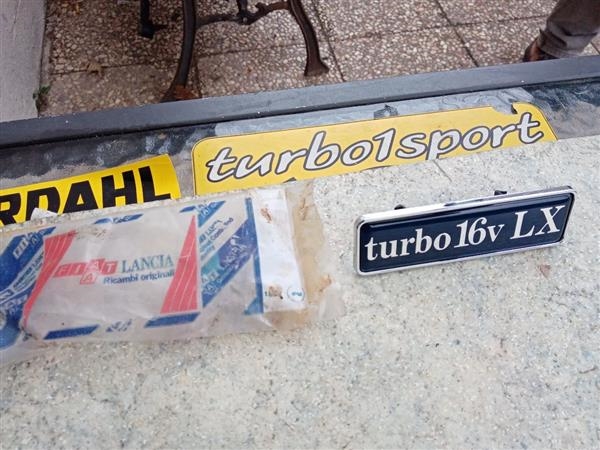 turbo1sport
RDAHL
FIAT LANCIA
Ricambi originali
turbo 16v LX